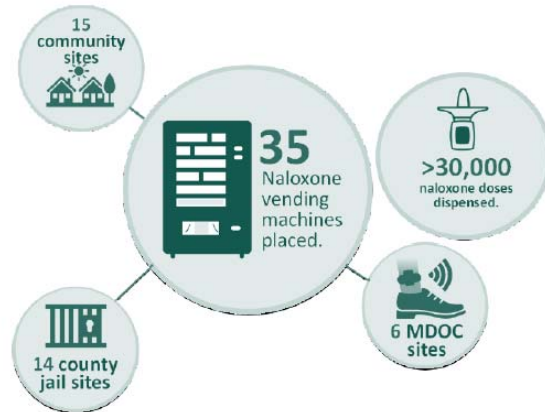 15
community
sites
35
Naloxone
vending
machines
placed.
>30,000
naloxone doses
dispensed.
14 county
jail sites
6 MDOC
sites